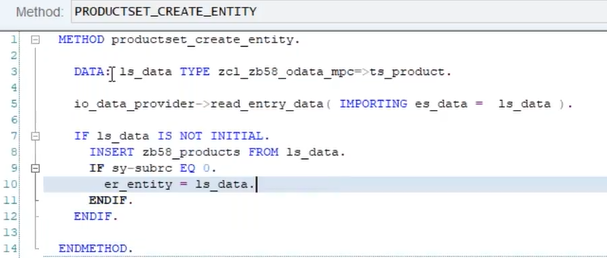 Method: PRODUCTSET_CREATE_ENTITY
1 METHOD productset_create_entity.
2
3 DATA: ls_data TYPE zcl_zb58_odata_mpc=>ts_product.
4
5 io_data_provider->read_entry_data( IMPORTING es_data =  ls_data ).
6
7 IF ls_data IS NOT INITIAL.
8 INSERT zb58_products FROM ls_data.
9 IF sy-subrc EQ 0.
10 er_entity = ls_data.
11 ENDIF.
12 ENDIF.
13
14 ENDMETHOD.